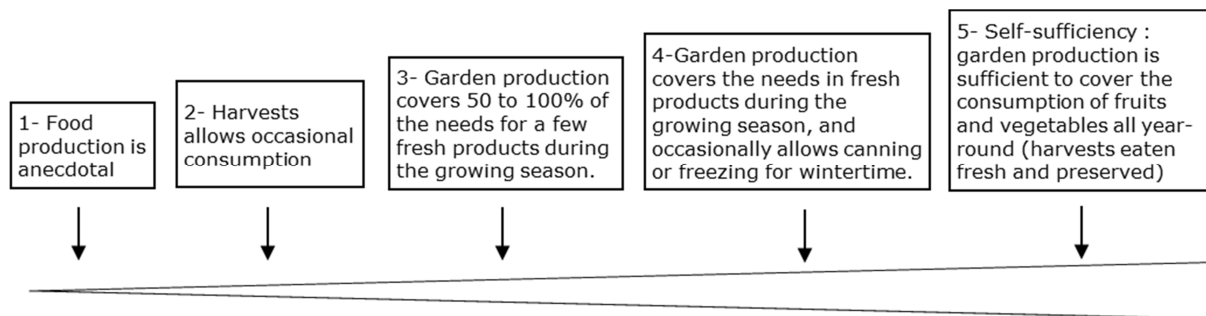 1- Food
production is
anecdotal
2- Harvests
allows occasional
consumption
3- Garden production
covers 50 to 100% of
the needs for a few
fresh products during
the growing season.
4-Garden production
covers the needs in fresh
products during the
growing season, and
occasionally allows canning
or freezing for wintertime.
5- Self-sufficiency :
garden production is
sufficient to cover the
consumption of fruits
and vegetables all year-
round (harvests eaten
fresh and preserved)